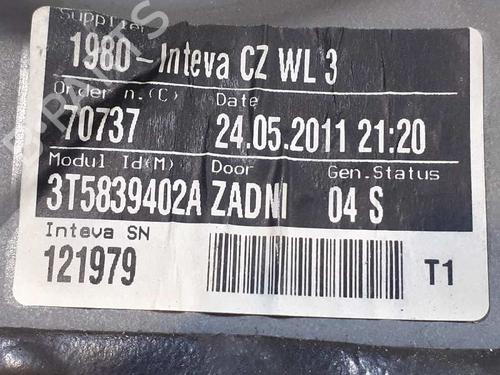 Supplier
1980-Inteva CZ WL 3
Order n.(C) Date
70737 24.05.2011 21:20
Modul Id(M) Door Gen.Status
3T5839402A ZADNI 04 S
Inteva SN
121979
T1
B-PARTS